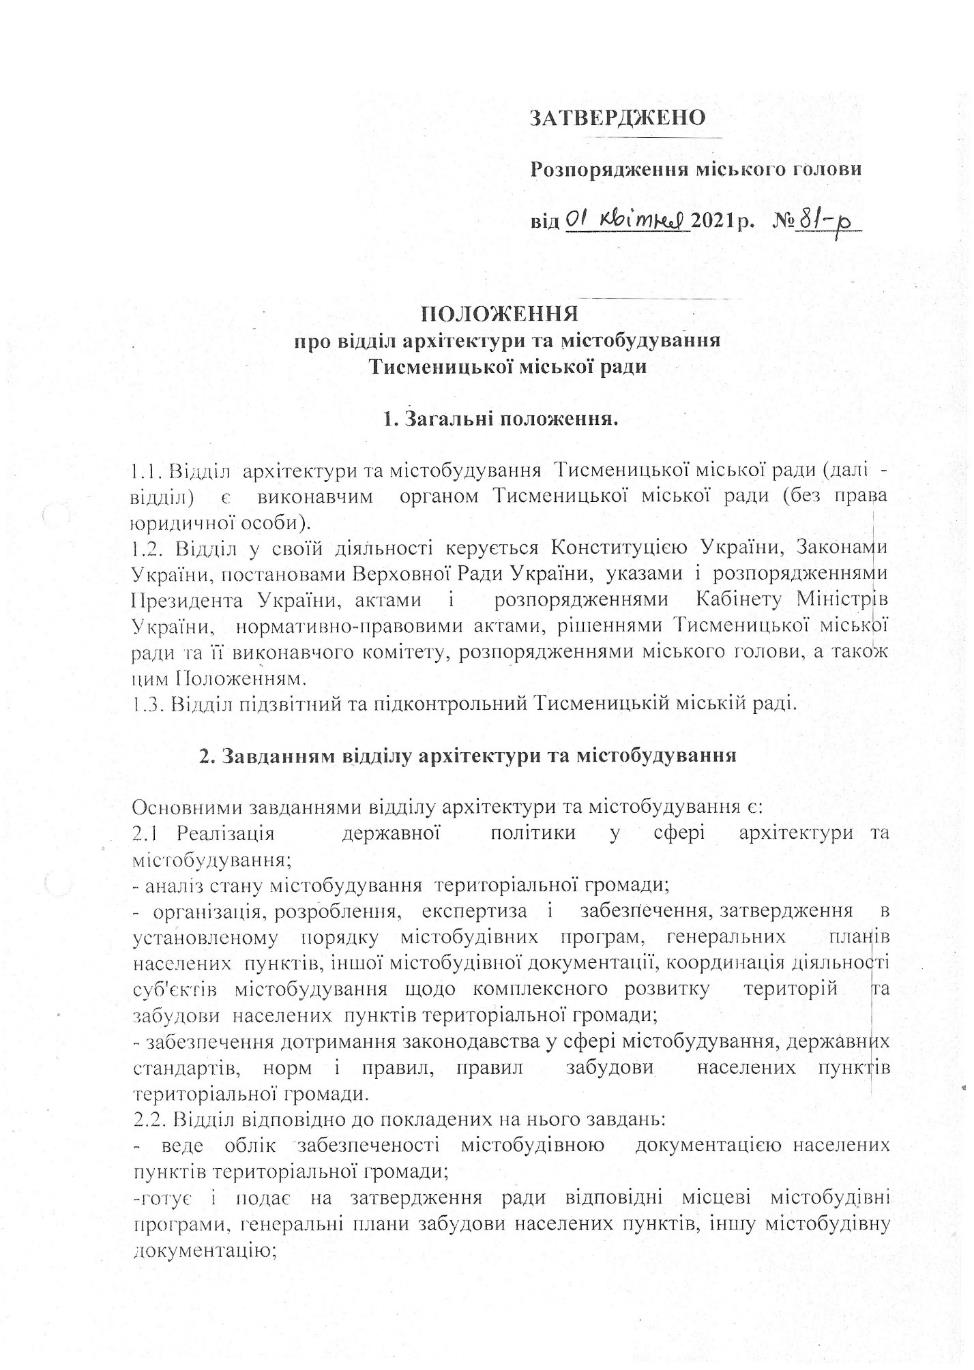 ЗАТВЕРДЖЕНО
Розпорядження міського голови
від 01 квітня 2021р. №81-р
ПОЛОЖЕННЯ
про відділ архітектури та містобудування
Тисменицької міської ради
1. Загальні положення.
1.1. Відділ архітектури та містобудування Тисменицької міської ради (далі -
відділ) є виконавчим органом Тисменицької міської ради (без права
юридичної особи).
1.2. Відділ у своїй діяльності керується Конституцією України, Законами
України, постановами Верховної Ради України, указами і розпорядженнями
Президента України, актами і розпорядженнями Кабінету Міністрів
України, нормативно-правовими актами, рішеннями Тисменицької міської
ради та її виконавчого комітету, розпорядженнями міського голови, а також
цим Положенням.
1.3. Відділ підзвітний та підконтрольний Тисменицькій міській раді.
2. Завданням відділу архітектури та містобудування
Основними завданнями відділу архітектури та містобудування є:
2.1 Реалізація державної політики у сфері архітектури та
містобудування;
- аналіз стану містобудування територіальної громади;
- організація, розроблення, експертиза і забезпечення, затвердження в
установленому порядку містобудівних програм, генеральних планів
населених пунктів, іншої містобудівної документації, координація діяльності
суб'єктів містобудування щодо комплексного розвитку територій та
забудови населених пунктів територіальної громади;
- забезпечення дотримання законодавства у сфері містобудування, державних
стандартів, норм і правил, правил забудови населених пунктів
територіальної громади.
2.2. Відділ відповідно до покладених на нього завдань:
- веде облік забезпеченості містобудівною документацією населених
пунктів територіальної громади;
-готує і подає на затвердження ради відповідні місцеві містобудівні
програми, генеральні плани забудови населених пунктів, іншу містобудівну
документацію;